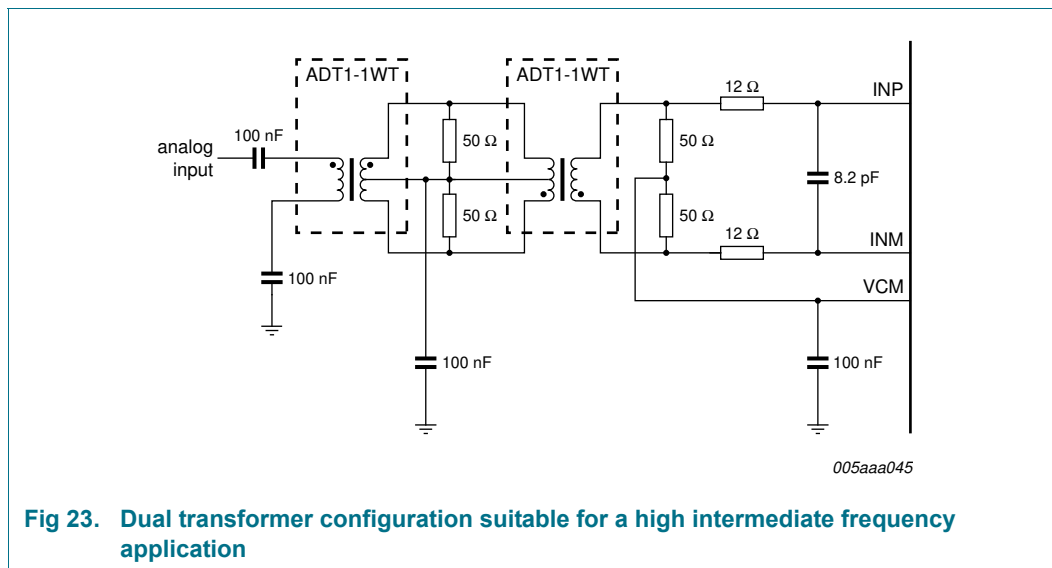 ADT1-1WT
ADT1-1WT
12 Ω
INP
100 nF
analog
input
50 Ω
50 Ω
8.2 pF
50 Ω
50 Ω
12 Ω
INM
VCM
100 nF
100 nF
100 nF
005aaa045
Fig 23. Dual transformer configuration suitable for a high intermediate frequency
application